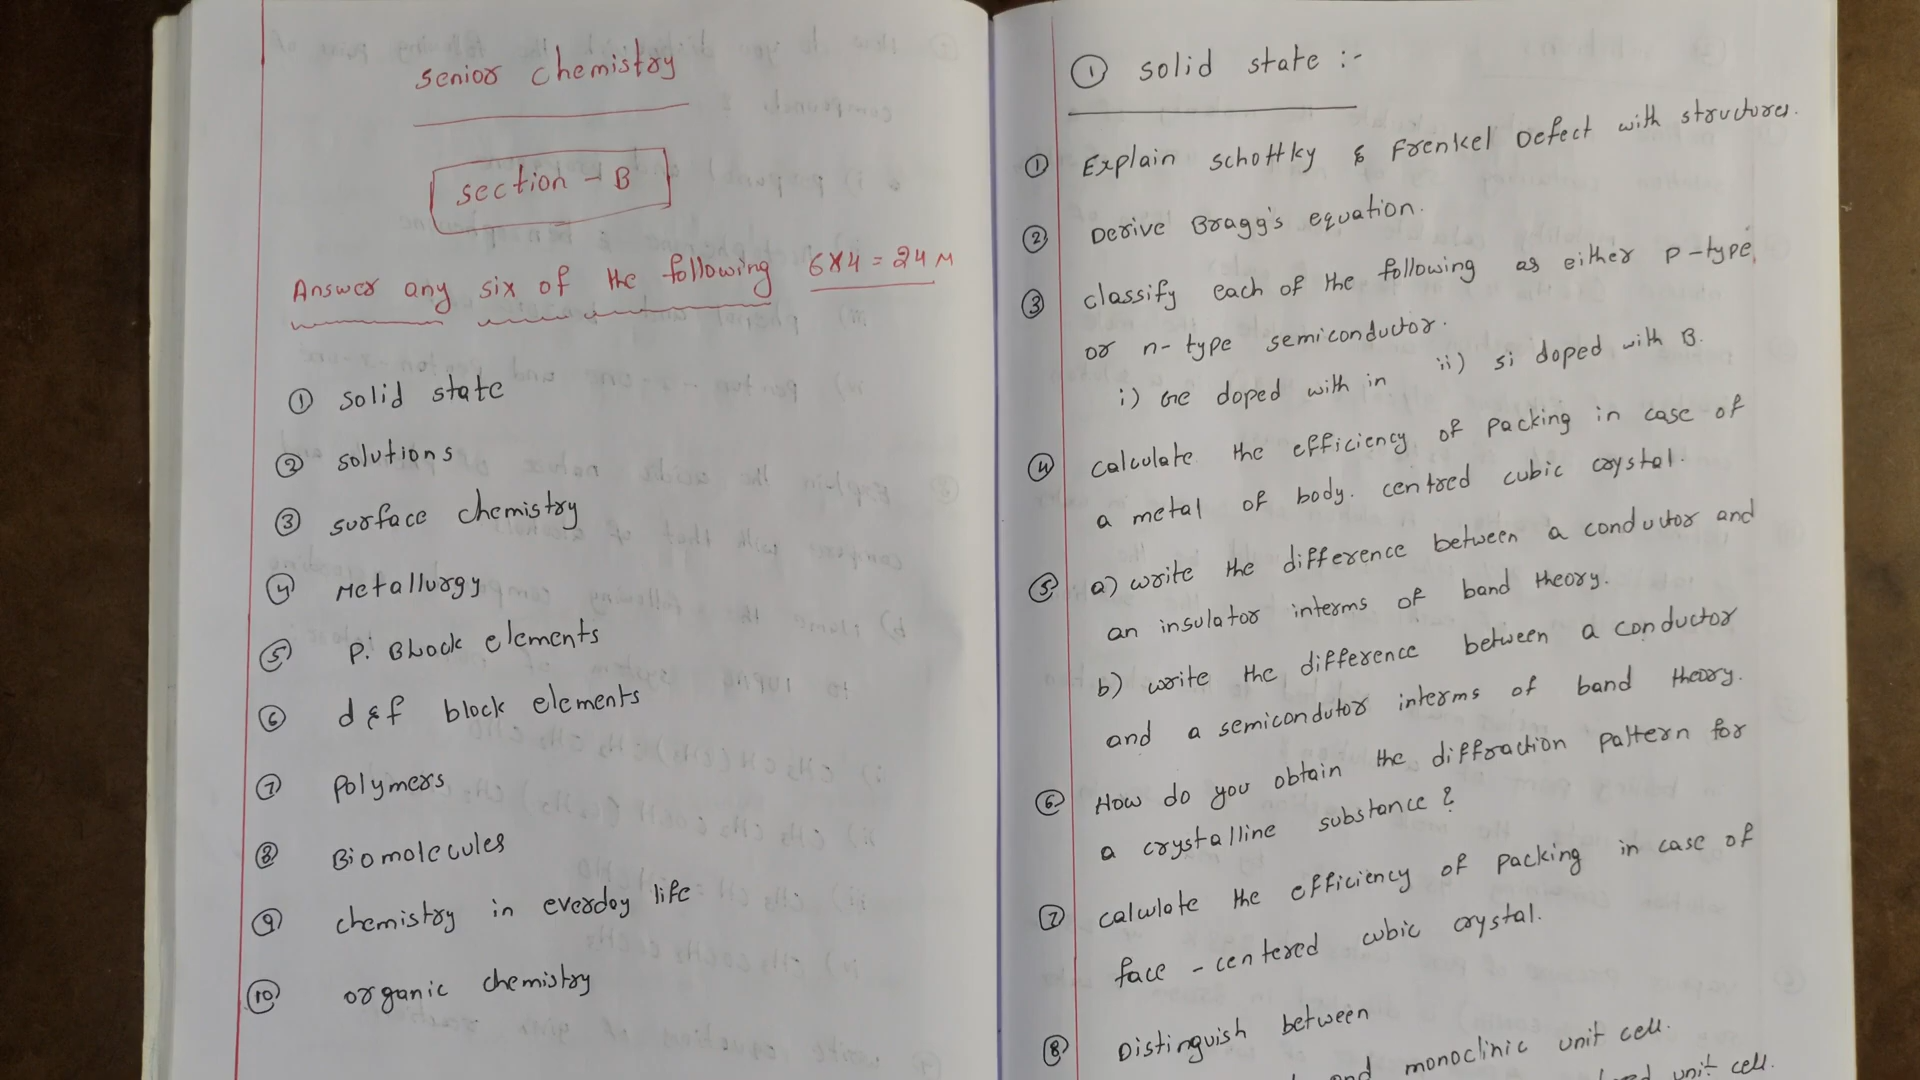 senior chemistry
section - B
Answer any six of the following 6x4 = 24 M
① solid state
② solutions
③ surface chemistry
④ Metallurgy
⑤ P. Block elements
⑥ d & f block elements
⑦ polymers
⑧ Biomolecules
⑨ chemistry in everday life
⑩ organic chemistry
① solid state :-
① Explain schottky & Frenkel Defect with structures.
② Derive Bragg's equation.
③ classify each of the following as either p-type
or n-type semiconductor.
i) Ge doped with in ii) si doped with B.
④ calculate the efficiency of packing in case of
a metal of body. centred cubic crystal.
⑤ a) write the difference between a conductor and
an insulator interms of band theory.
b) write the difference between a conductor
and a semicondutor interms of band theory.
⑥ How do you obtain the diffraction pattern for
a crystalline substance ?
⑦ calculate the efficiency of packing in case of
face - centered cubic crystal.
⑧ Distinguish between
and monoclinic unit cell.
unit cell.